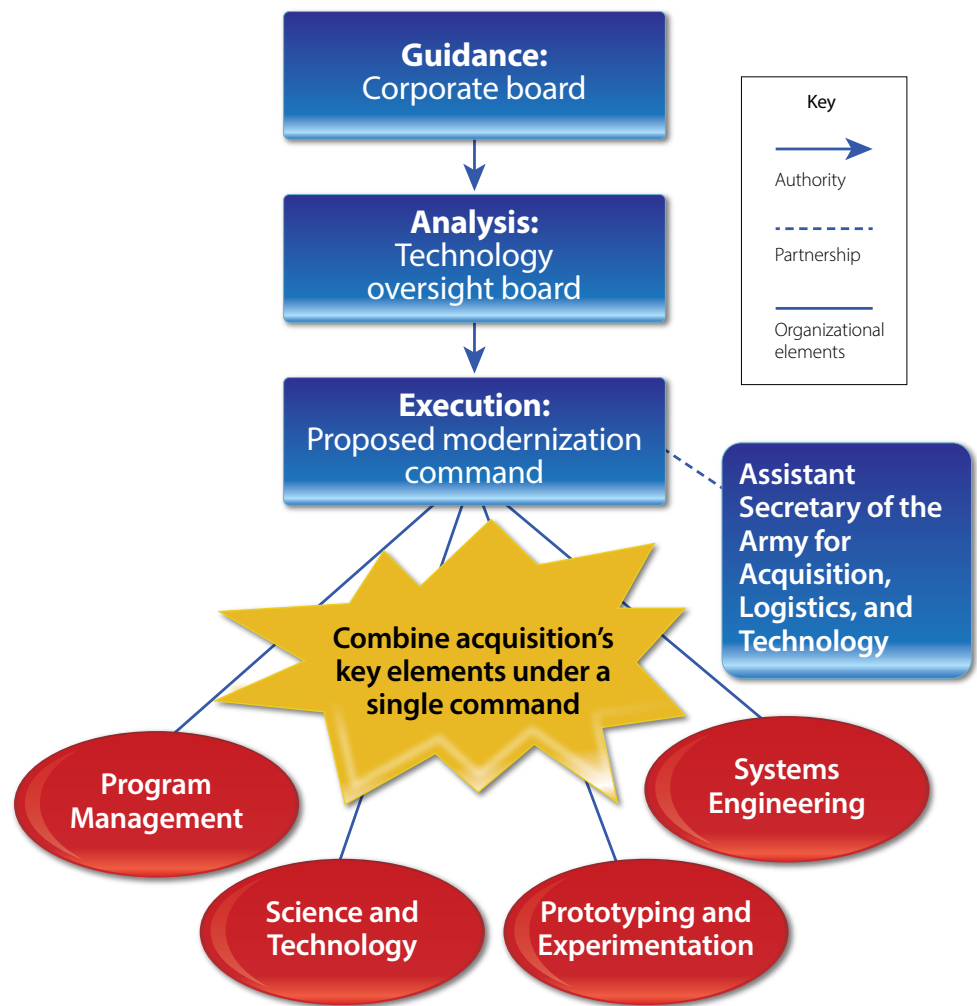 Guidance:
Corporate board
Key
Authority
Partnership
Organizational
elements
Analysis:
Technology
oversight board
Execution:
Proposed modernization
command
Assistant
Secretary of the
Army for
Acquisition,
Logistics, and
Technology
Combine acquisition's
key elements under a
single command
Program
Management
Systems
Engineering
Science and
Technology
Prototyping and
Experimentation